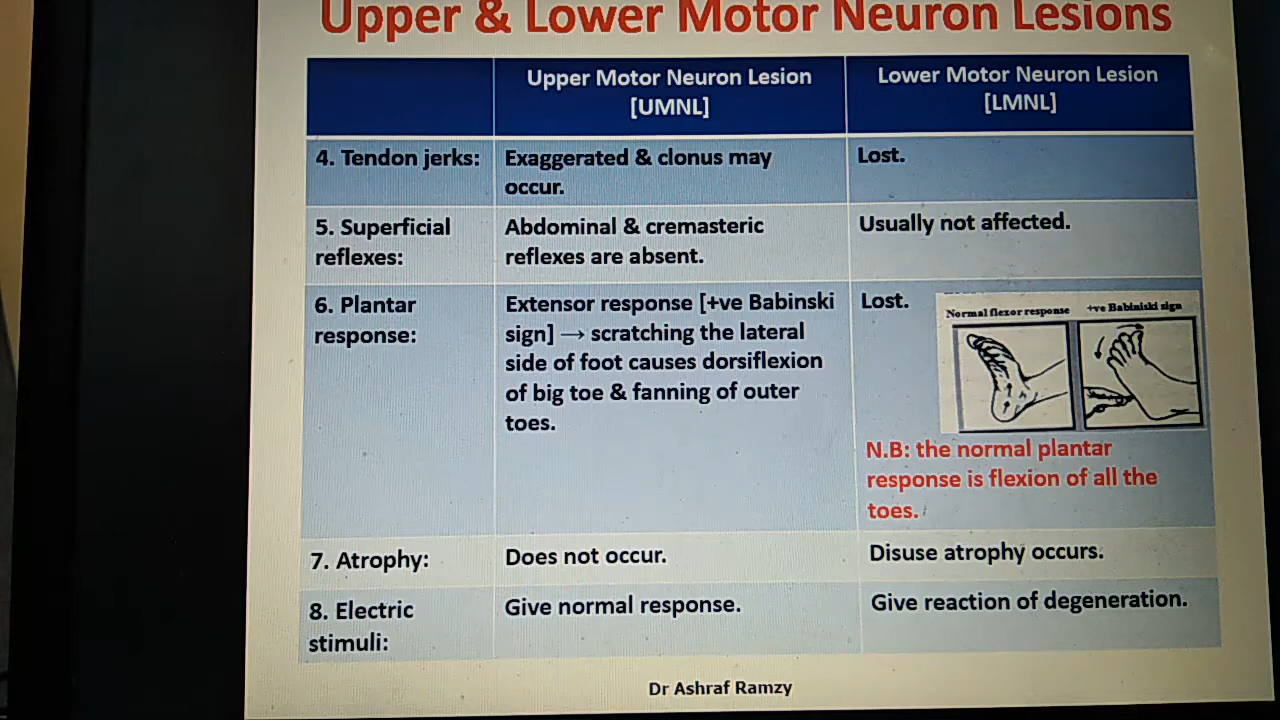 Upper & Lower Motor Neuron Lesions
Upper Motor Neuron Lesion
[UMNL]
Lower Motor Neuron Lesion
[LMNL]
4. Tendon jerks:
Exaggerated & clonus may
occur.
Lost.
5. Superficial
reflexes:
Abdominal & cremasteric
reflexes are absent.
Usually not affected.
6. Plantar
response:
Extensor response [+ve Babinski
sign] → scratching the lateral
side of foot causes dorsiflexion
of big toe & fanning of outer
toes.
Lost.
Normal flexor response
+ve Babiniski sign
N.B: the normal plantar
response is flexion of all the
toes.
7. Atrophy:
Does not occur.
Disuse atrophy occurs.
8. Electric
stimuli:
Give normal response.
Give reaction of degeneration.
Dr Ashraf Ramzy